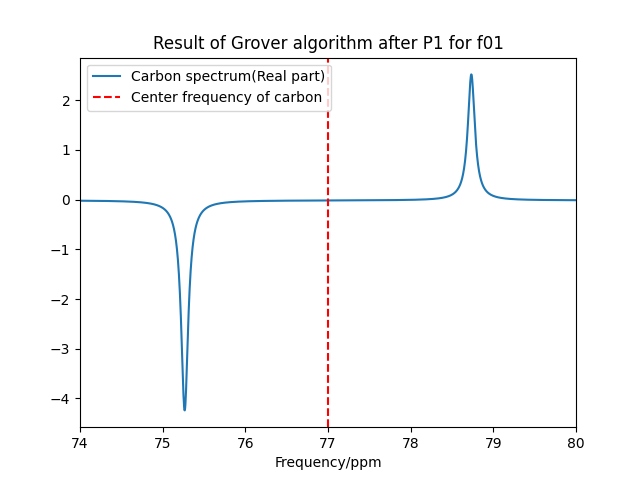 Result of Grover algorithm after P1 for f01
Carbon spectrum(Real part)
Center frequency of carbon
2
1
0
−1
−2
−3
−4
74 75 76 77 78 79 80
Frequency/ppm